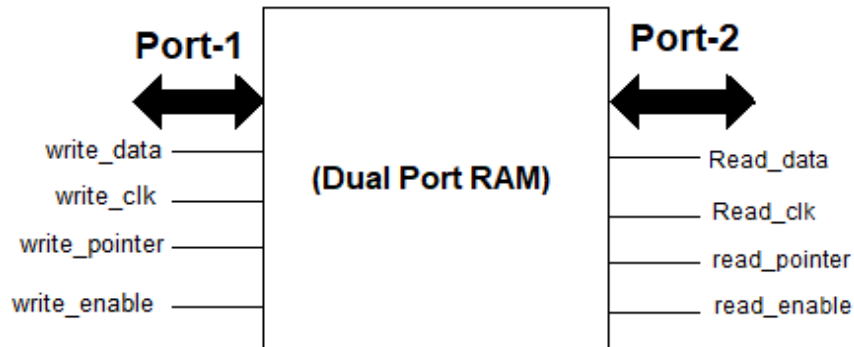 Port-1
Port-2
write_data
write_clk
write_pointer
write_enable
(Dual Port RAM)
Read_data
Read_clk
read_pointer
read_enable